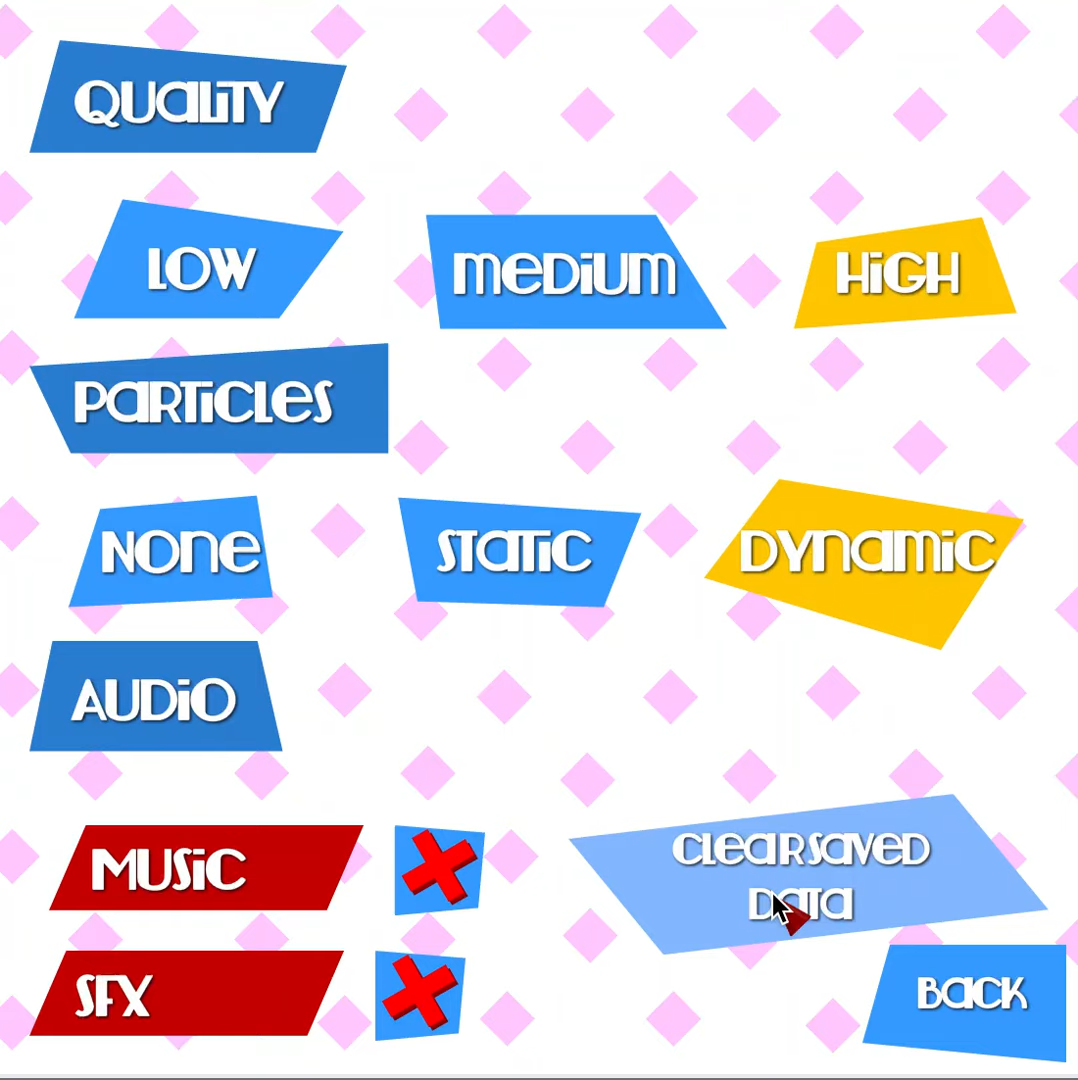 QUaLiTY
LOW
meDiUm
HiGH
PaRTiCLes
NOne
STaTiC
DYnamiC
AUDiO
MUSiC
CLeaR SaVeD
DaTa
SFX
BaCK